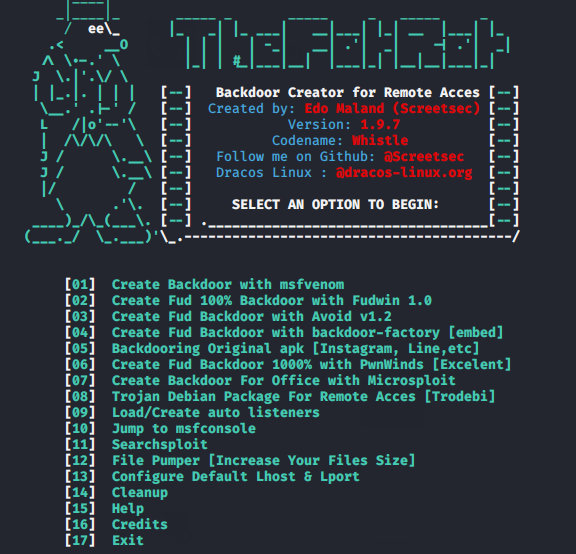 ee
TheFatRat
[--] Backdoor Creator for Remote Acces [--]
[--] Created by: Edo Maland (Screetsec) [--]
[--] Version: 1.9.7 [--]
[--] Codename: Whistle [--]
[--] Follow me on Github: @Screetsec [--]
[--] Dracos Linux : @dracos-linux.org [--]
[--] [--]
[--] SELECT AN OPTION TO BEGIN: [--]
[--] .___________________________________[--]
[01] Create Backdoor with msfvenom
[02] Create Fud 100% Backdoor with Fudwin 1.0
[03] Create Fud Backdoor with Avoid v1.2
[04] Create Fud Backdoor with backdoor-factory [embed]
[05] Backdooring Original apk [Instagram, Line,etc]
[06] Create Fud Backdoor 1000% with PwnWinds [Excelent]
[07] Create Backdoor For Office with Microsploit
[08] Trojan Debian Package For Remote Acces [Trodebi]
[09] Load/Create auto listeners
[10] Jump to msfconsole
[11] Searchsploit
[12] File Pumper [Increase Your Files Size]
[13] Configure Default Lhost & Lport
[14] Cleanup
[15] Help
[16] Credits
[17] Exit